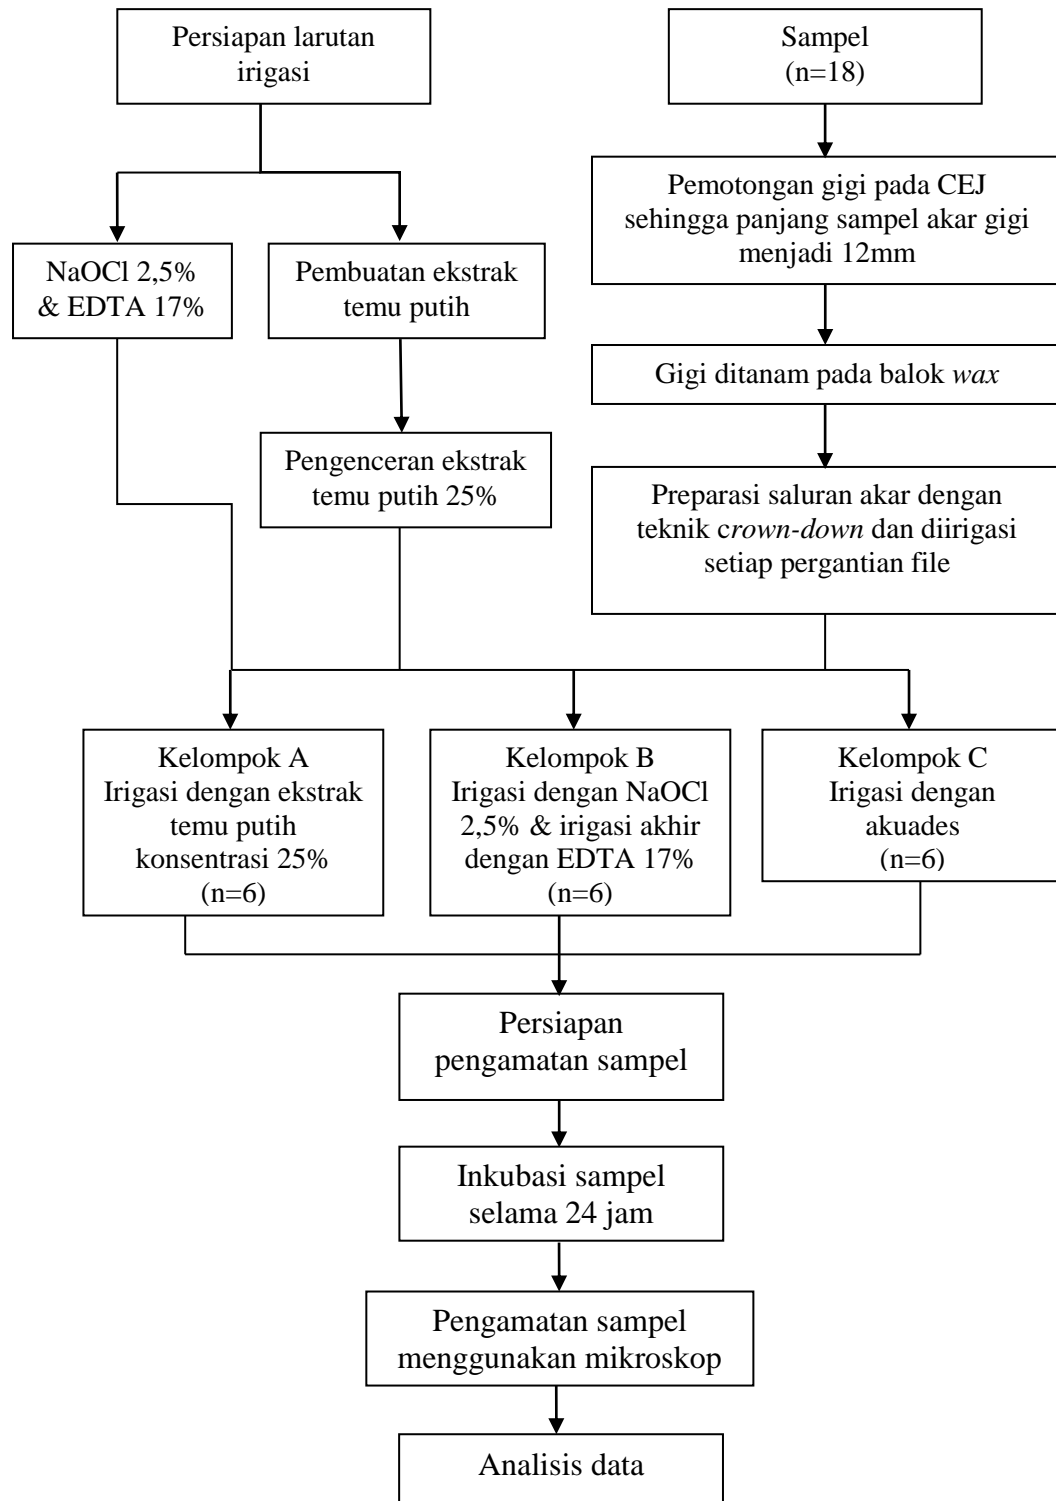 Persiapan larutan
irigasi
Sampel
(n=18)
Pemotongan gigi pada CEJ
sehingga panjang sampel akar gigi
menjadi 12mm
NaOCl 2,5%
& EDTA 17%
Pembuatan ekstrak
temu putih
Gigi ditanam pada balok wax
Pengenceran ekstrak
temu putih 25%
Preparasi saluran akar dengan
teknik crown-down dan diirigasi
setiap pergantian file
Kelompok A
Irigasi dengan ekstrak
temu putih
konsentrasi 25%
(n=6)
Kelompok B
Irigasi dengan NaOCl
2,5% & irigasi akhir
dengan EDTA 17%
(n=6)
Kelompok C
Irigasi dengan
akuades
(n=6)
Persiapan
pengamatan sampel
Inkubasi sampel
selama 24 jam
Pengamatan sampel
menggunakan mikroskop
Analisis data